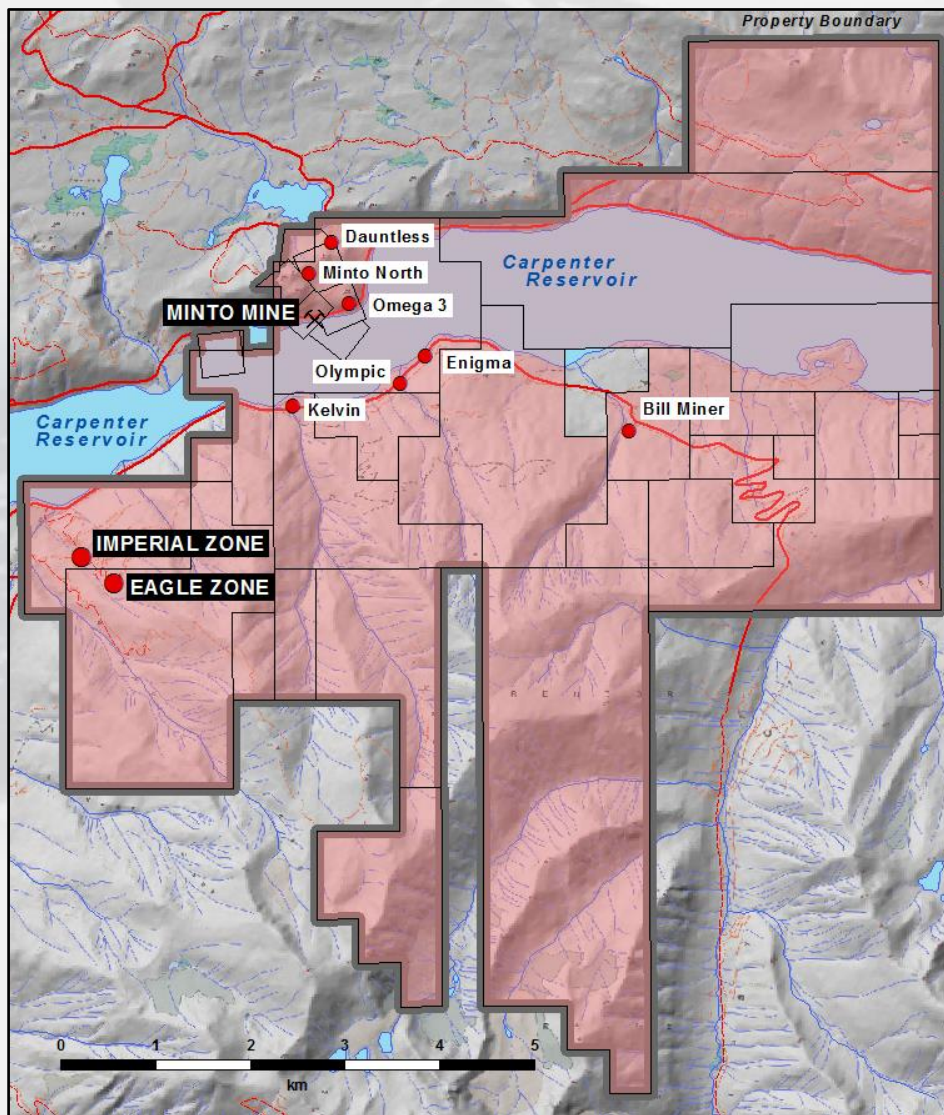 Property Boundary
Dauntless
Carpenter
Reservoir
Minto North
MINTO MINE
Omega 3
Enigma
Olympic
Kelvin
Bill Miner
Carpenter
Reservoir
IMPERIAL ZONE
EAGLE ZONE
B E N D O R
0 1 2 3 4 5
km